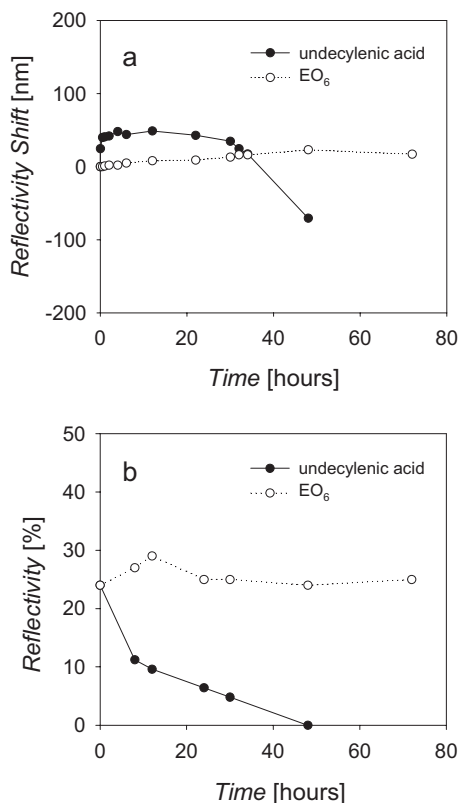 200
a
undecylenic acid
EO₆
100
0
-100
-200
Reflectivity Shift [nm]
0 20 40 60 80
Time [hours]
50
b
undecylenic acid
EO₆
40
30
20
10
0
Reflectivity [%]
0 20 40 60 80
Time [hours]